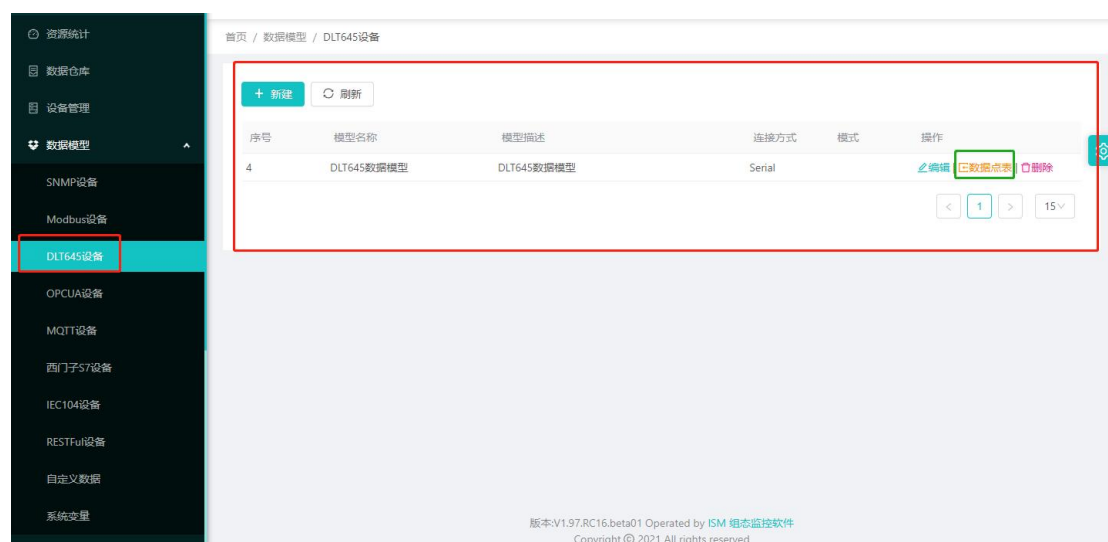 资源统计
数据仓库
设备管理
数据模型
SNMP设备
Modbus设备
DLT645设备
OPCUA设备
MQTT设备
西门子S7设备
IEC104设备
RESTFul设备
自定义数据
系统变量
首页 / 数据模型 / DLT645设备
+ 新建 刷新
序号 模型名称 模型描述 连接方式 模式 操作
4 DLT645数据模型 DLT645数据模型 Serial 编辑 | 数据点表 | 删除
< 1 > 15
版本:V1.97.RC16.beta01 Operated by ISM 组态监控软件
Copyright © 2021 All rights reserved